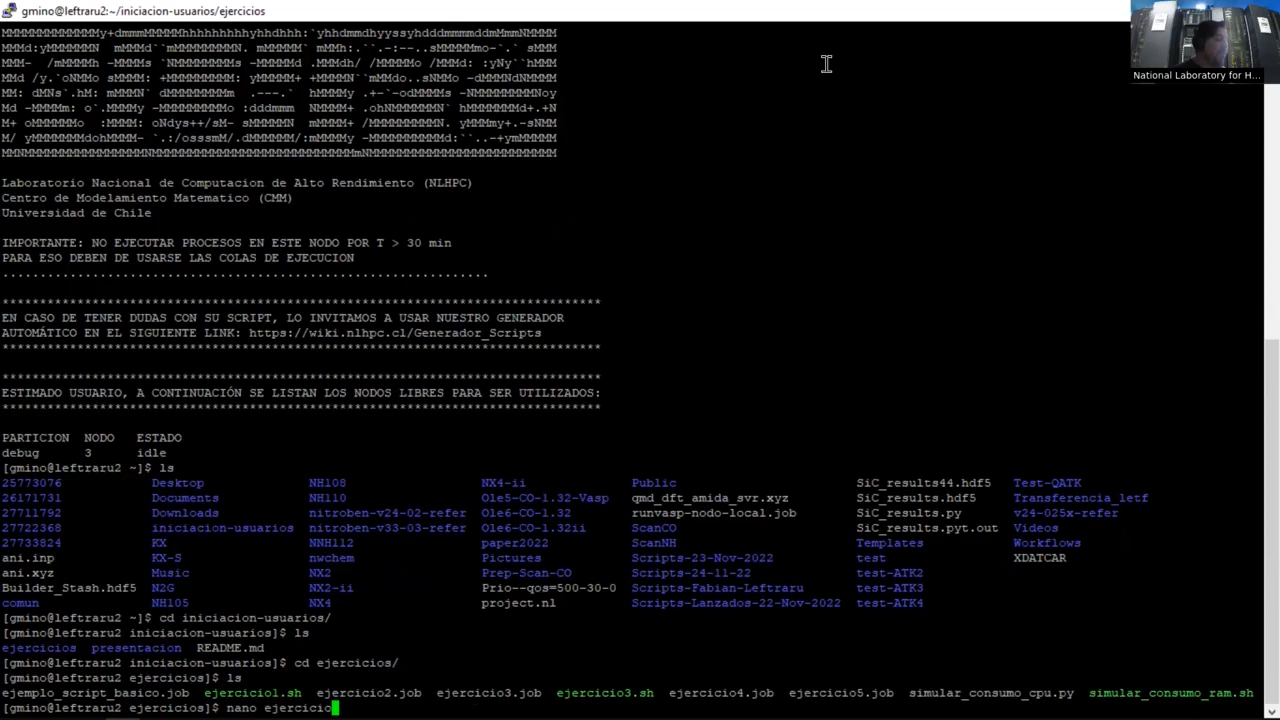 gmino@leftraru2:~/iniciacion-usuarios/ejercicios
National Laboratory for H...
Laboratorio Nacional de Computacion de Alto Rendimiento (NLHPC)
Centro de Modelamiento Matematico (CMM)
Universidad de Chile
IMPORTANTE: NO EJECUTAR PROCESOS EN ESTE NODO POR T > 30 min
PARA ESO DEBEN DE USARSE LAS COLAS DE EJECUCION
.................................................................
********************************************************************************
EN CASO DE TENER DUDAS CON SU SCRIPT, LO INVITAMOS A USAR NUESTRO GENERADOR
AUTOMÁTICO EN EL SIGUIENTE LINK: https://wiki.nlhpc.cl/Generador_Scripts
********************************************************************************
********************************************************************************
ESTIMADO USUARIO, A CONTINUACIÓN SE LISTAN LOS NODOS LIBRES PARA SER UTILIZADOS:
********************************************************************************
PARTICION NODO ESTADO
debug 3 idle
[gmino@leftraru2 ~]$ ls
25773076 Desktop NH108 NX4-ii Public SiC_results44.hdf5 Test-QATK
26171731 Documents NH110 Ole5-CO-1.32-Vasp qmd_dft_amida_svr.xyz SiC_results.hdf5 Transferencia_letf
27711792 Downloads nitroben-v24-02-refer Ole6-CO-1.32 runvasp-nodo-local.job SiC_results.py v24-025x-refer
27722368 iniciacion-usuarios nitroben-v33-03-refer Ole6-CO-1.32ii ScanCO SiC_results.pyt.out Videos
27733824 KX NNH112 paper2022 ScanNH Templates Workflows
ani.inp KX-S nwchem Pictures Scripts-23-Nov-2022 test XDATCAR
ani.xyz Music NX2 Prep-Scan-CO Scripts-24-11-22 test-ATK2
Builder_Stash.hdf5 N2G NX2-ii Prio--qos=500-30-0 Scripts-Fabian-Leftraru test-ATK3
comun NH105 NX4 project.nl Scripts-Lanzados-22-Nov-2022 test-ATK4
[gmino@leftraru2 ~]$ cd iniciacion-usuarios/
[gmino@leftraru2 iniciacion-usuarios]$ ls
ejercicios presentacion README.md
[gmino@leftraru2 iniciacion-usuarios]$ cd ejercicios/
[gmino@leftraru2 ejercicios]$ ls
ejemplo_script_basico.job ejercicio1.sh ejercicio2.job ejercicio3.job ejercicio3.sh ejercicio4.job ejercicio5.job simular_consumo_cpu.py simular_consumo_ram.sh
[gmino@leftraru2 ejercicios]$ nano ejercicio